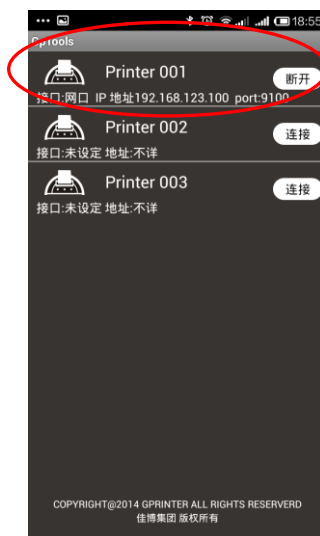 18:55
GpTools
Printer 001
断开
接口:网口 IP 地址192.168.123.100 port:9100
Printer 002
连接
接口:未设定 地址:不详
Printer 003
连接
接口:未设定 地址:不详
COPYRIGHT@2014 GPRINTER ALL RIGHTS RESERVERD
佳博集团 版权所有